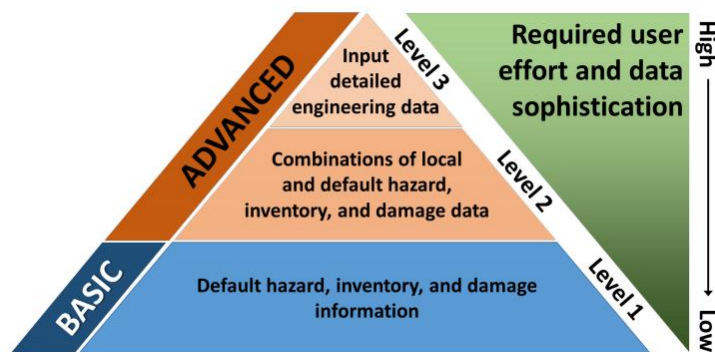 ADVANCED
BASIC
Input
detailed
engineering data
Combinations of local
and default hazard,
inventory, and damage data
Default hazard, inventory, and damage
information
Level 3
Level 2
Level 1
Required user
effort and data
sophistication
High
Low